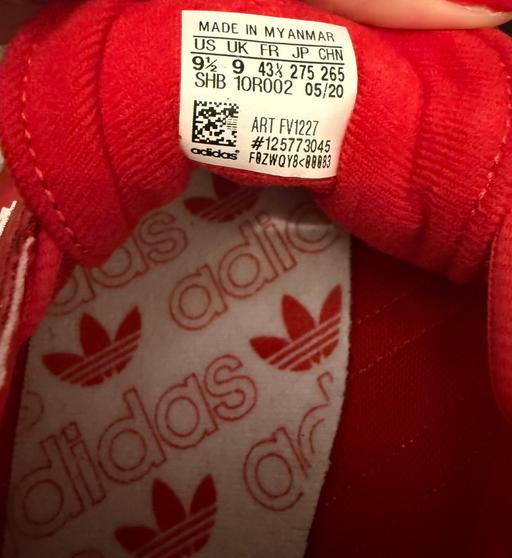 MADE IN MYANMAR
US UK FR JP CHN
9½ 9 43⅓ 275 265
SHB 10R002 05/20
ART FV1227
#125773045
adidas F0ZWQY8<00083
adidas
adidas
adidas
ad